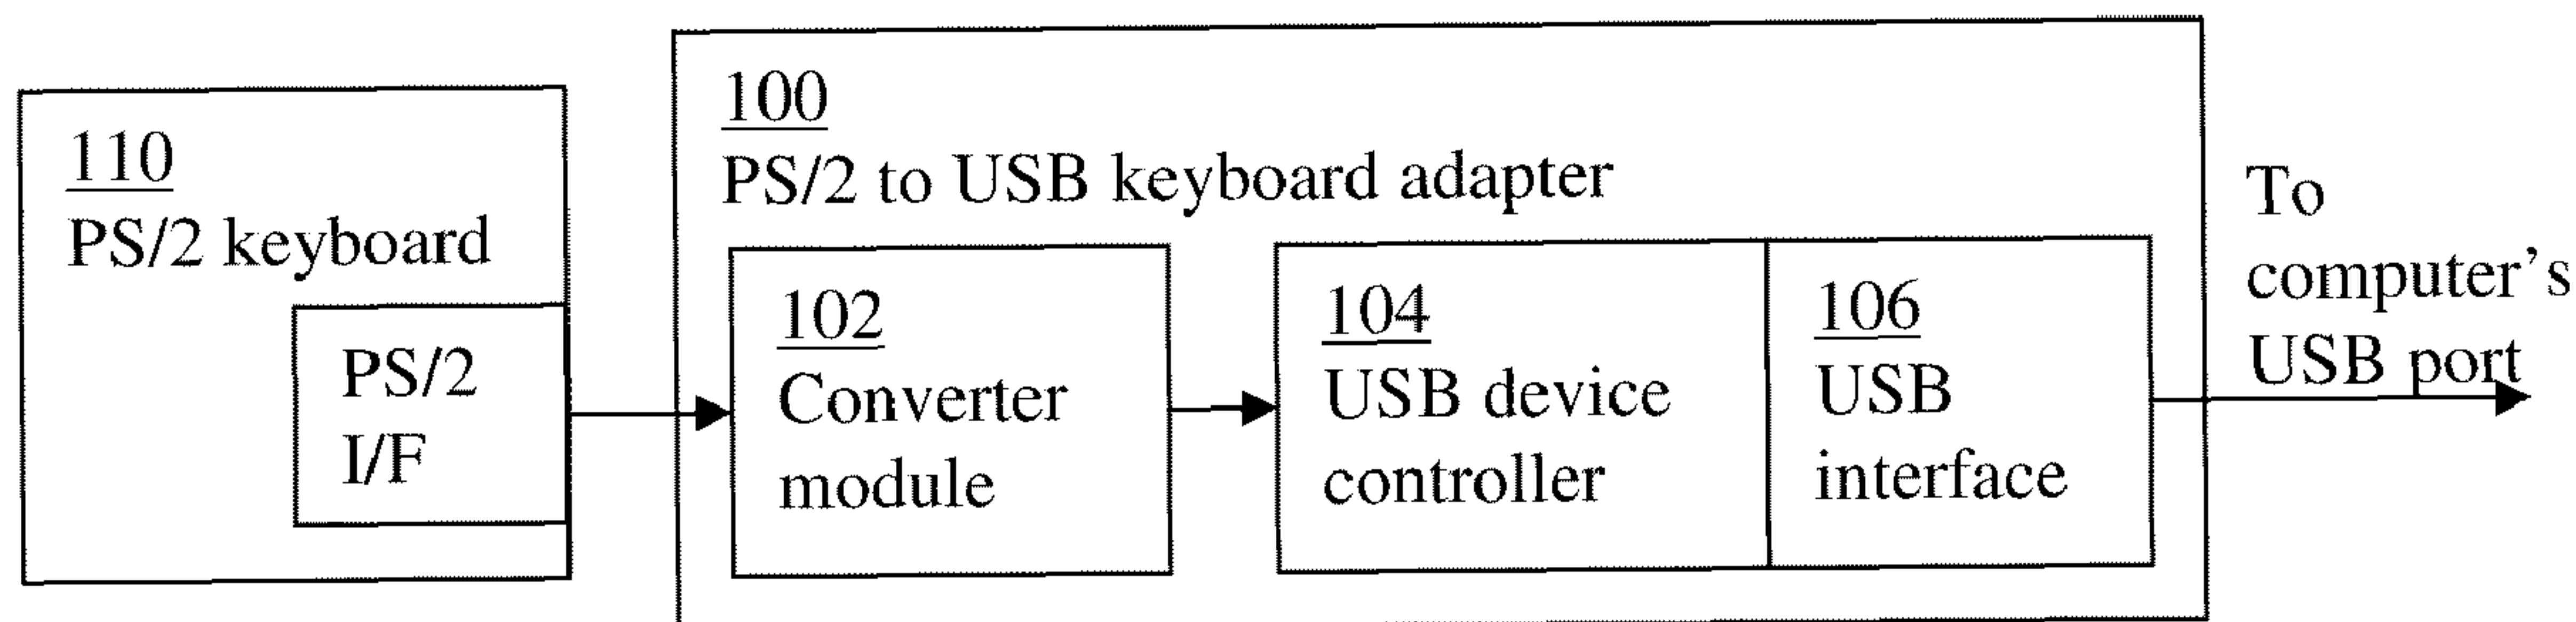 110
PS/2 keyboard
PS/2
I/F
100
PS/2 to USB keyboard adapter
102
Converter
module
104
USB device
controller
106
USB
interface
To
computer's
USB port